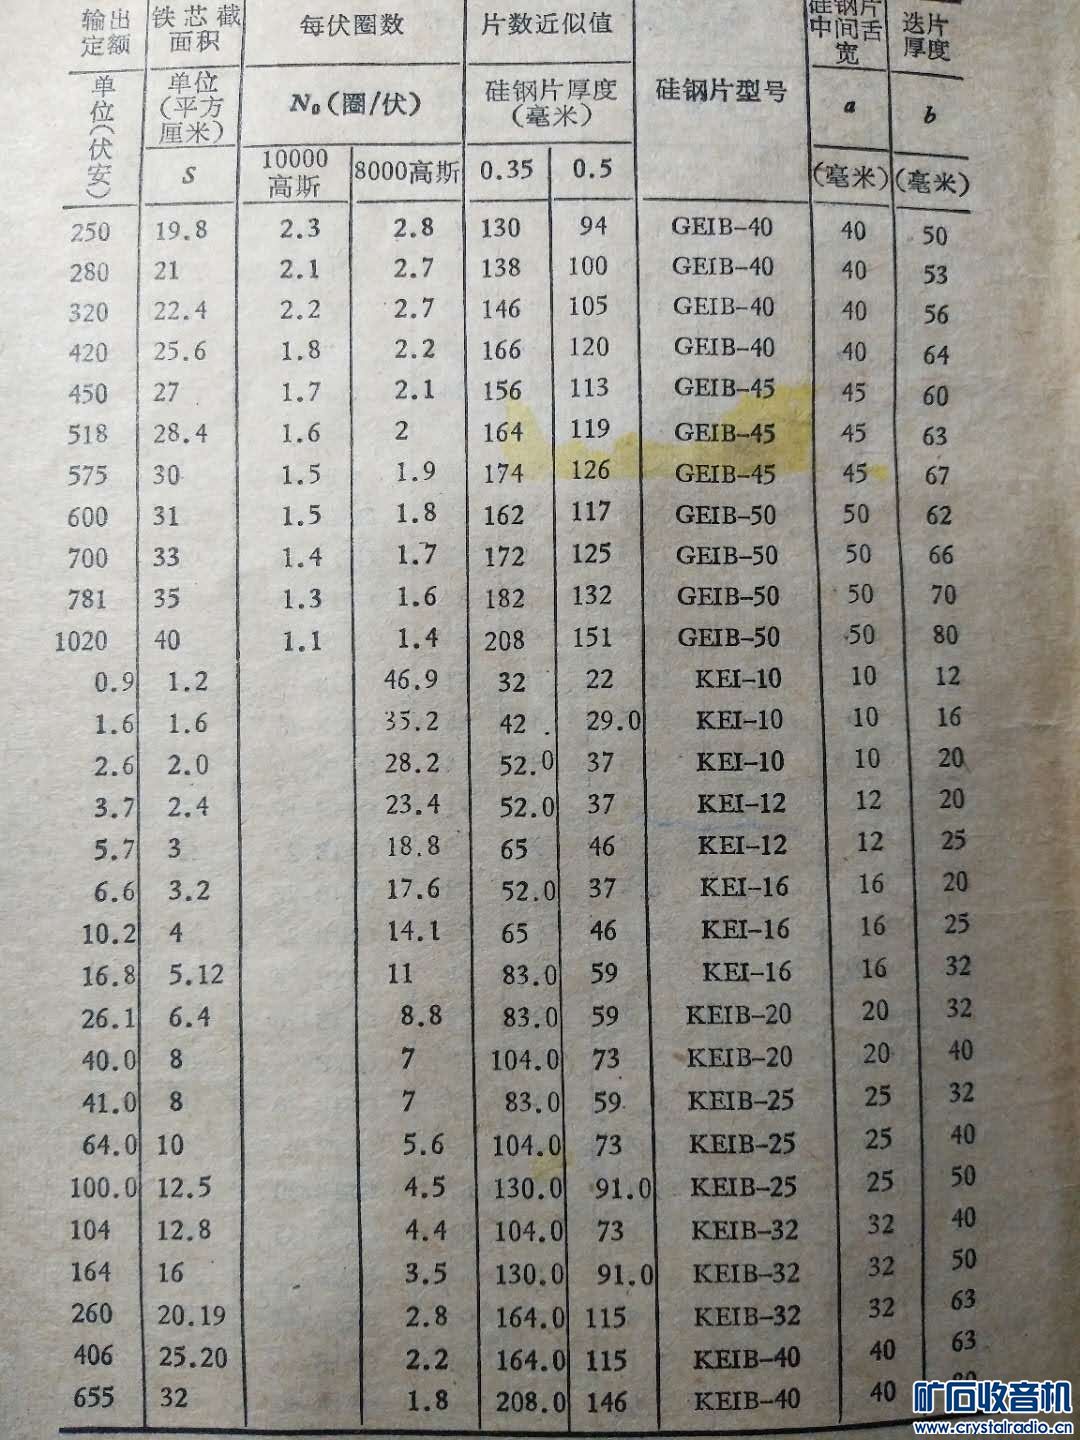 输出 铁芯截 每伏圈数 片数近似值 硅钢片 迭片
定额 面积 中间舌 厚度
宽
单位(伏安) 单位(平方厘米) N₀(圈/伏) 硅钢片厚度(毫米) 硅钢片型号 a b
S 10000高斯 8000高斯 0.35 0.5 (毫米) (毫米)
250 19.8 2.3 2.8 130 94 GEIB-40 40 50
280 21 2.1 2.7 138 100 GEIB-40 40 53
320 22.4 2.2 2.7 146 105 GEIB-40 40 56
420 25.6 1.8 2.2 166 120 GEIB-40 40 64
450 27 1.7 2.1 156 113 GEIB-45 45 60
518 28.4 1.6 2 164 119 GEIB-45 45 63
575 30 1.5 1.9 174 126 GEIB-45 45 67
600 31 1.5 1.8 162 117 GEIB-50 50 62
700 33 1.4 1.7 172 125 GEIB-50 50 66
781 35 1.3 1.6 182 132 GEIB-50 50 70
1020 40 1.1 1.4 208 151 GEIB-50 50 80
0.9 1.2 46.9 32 22 KEI-10 10 12
1.6 1.6 35.2 42 29.0 KEI-10 10 16
2.6 2.0 28.2 52.0 37 KEI-10 10 20
3.7 2.4 23.4 52.0 37 KEI-12 12 20
5.7 3 18.8 65 46 KEI-12 12 25
6.6 3.2 17.6 52.0 37 KEI-16 16 20
10.2 4 14.1 65 46 KEI-16 16 25
16.8 5.12 11 83.0 59 KEI-16 16 32
26.1 6.4 8.8 83.0 59 KEIB-20 20 32
40.0 8 7 104.0 73 KEIB-20 20 40
41.0 8 7 83.0 59 KEIB-25 25 32
64.0 10 5.6 104.0 73 KEIB-25 25 40
100.0 12.5 4.5 130.0 91.0 KEIB-25 25 50
104 12.8 4.4 104.0 73 KEIB-32 32 40
164 16 3.5 130.0 91.0 KEIB-32 32 50
260 20.19 2.8 164.0 115 KEIB-32 32 63
406 25.20 2.2 164.0 115 KEIB-40 40 63
655 32 1.8 208.0 146 KEIB-40 40
矿石收音机
www.crystalradio.cn